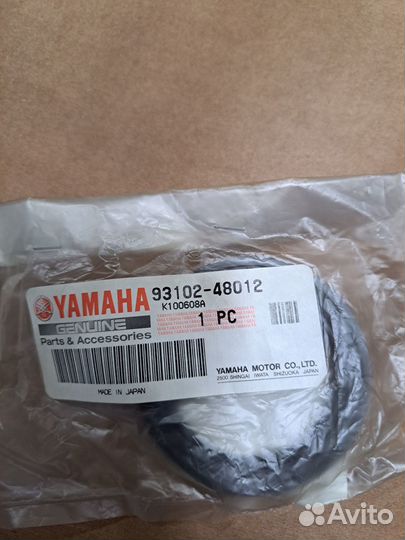 YAMAHA 93102-48012
K100608A
GENUINE 1 PC
Parts & Accessories
YAMAHA MOTOR CO., LTD.
2500 SHINGAI IWATA SHIZUOKA JAPAN
MADE IN JAPAN
Avito